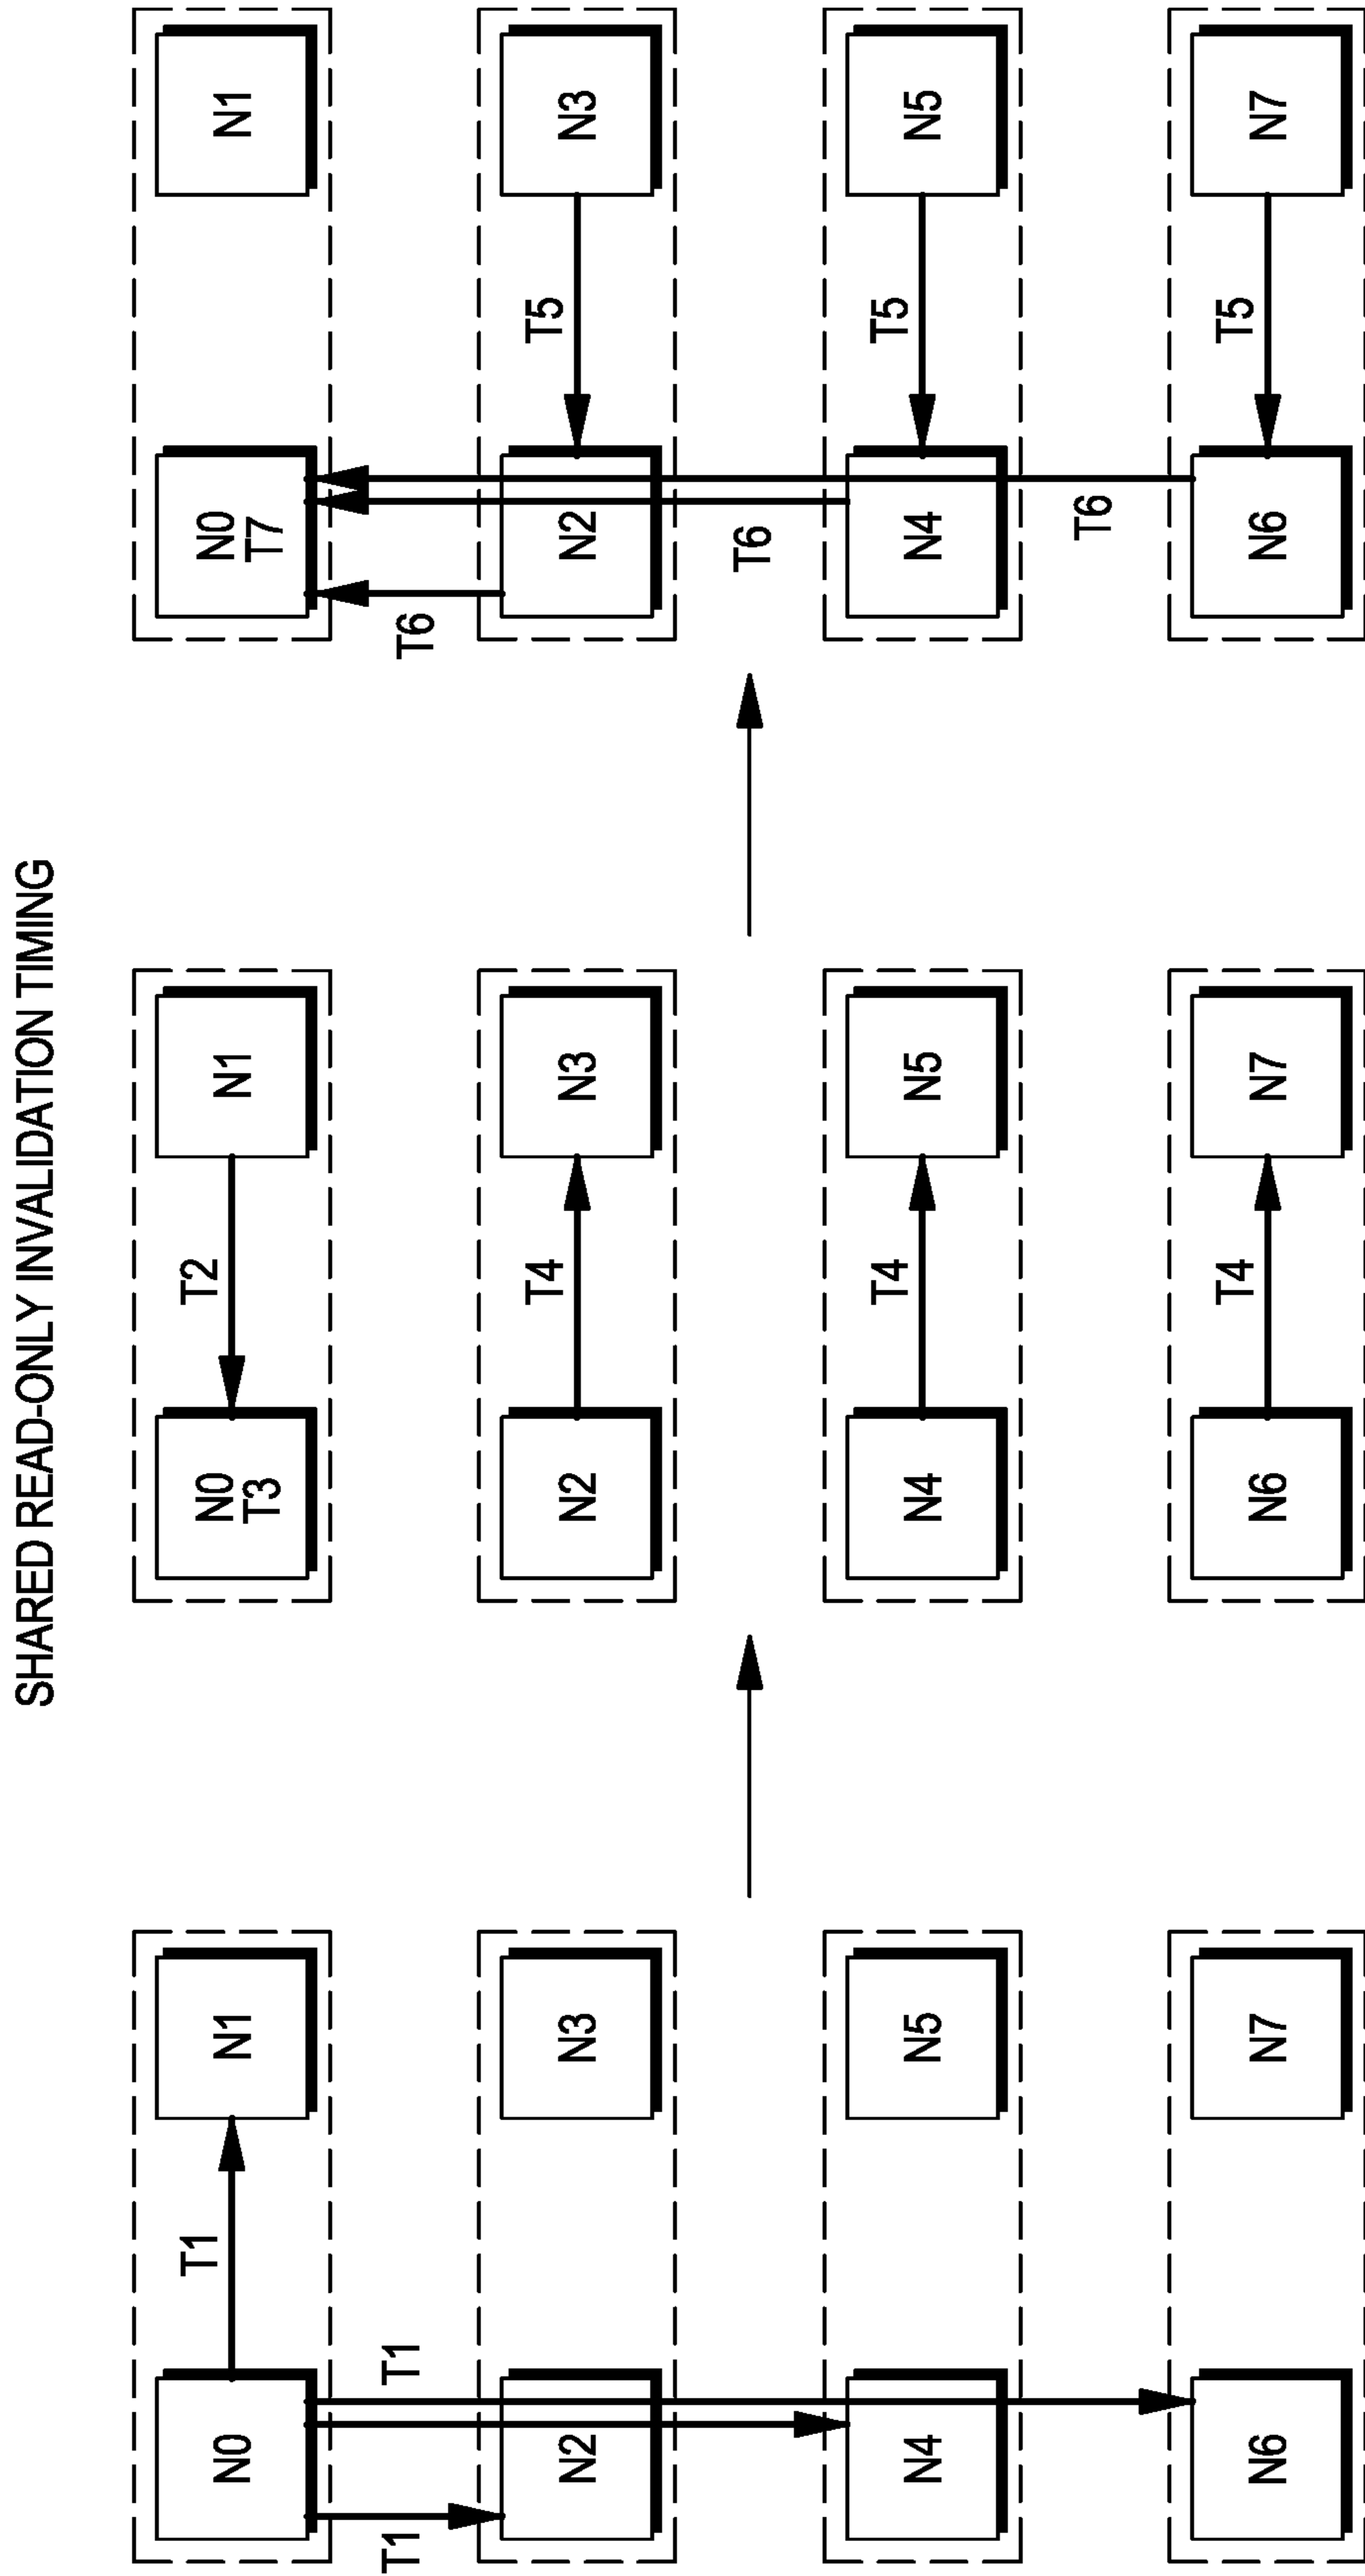 SHARED READ-ONLY INVALIDATION TIMING
N0
T1
N1
T1
T1
N2
N3
N4
N5
N6
N7
N0
T3
T2
N1
N2
T4
N3
N4
T4
N5
N6
T4
N7
N0
T7
N1
T6
N2
T5
N3
T6
N4
T5
N5
T6
N6
T5
N7